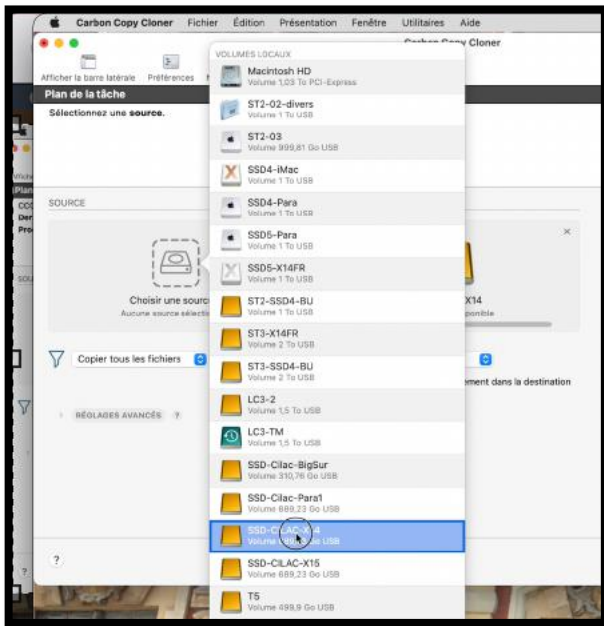 Carbon Copy Cloner Fichier Édition Présentation Fenêtre Utilitaires Aide
Carbon Copy Cloner
Afficher la barre latérale Préférences
Plan de la tâche
Sélectionnez une source.
SOURCE
Choisir une sourc
Aucune source sélecti
Copier tous les fichiers
RÉGLAGES AVANCÉS ?
?
VOLUMES LOCAUX
Macintosh HD
Volume 1,03 To PCI-Express
ST2-02-divers
Volume 1 To USB
ST2-03
Volume 999,81 Go USB
SSD4-iMac
Volume 1 To USB
SSD4-Para
Volume 1 To USB
SSD5-Para
Volume 1 To USB
SSD5-X14FR
Volume 1 To USB
ST2-SSD4-BU
Volume 1 To USB
ST3-X14FR
Volume 2 To USB
ST3-SSD4-BU
Volume 2 To USB
LC3-2
Volume 1,5 To USB
LC3-TM
Volume 1,5 To USB
SSD-Cilac-BigSur
Volume 310,76 Go USB
SSD-Cilac-Para1
Volume 689,23 Go USB
SSD-CILAC-X14
Volume Go USB
SSD-CILAC-X15
Volume 689,23 Go USB
T5
Volume 499,9 Go USB
X14
ponible
ement dans la destination